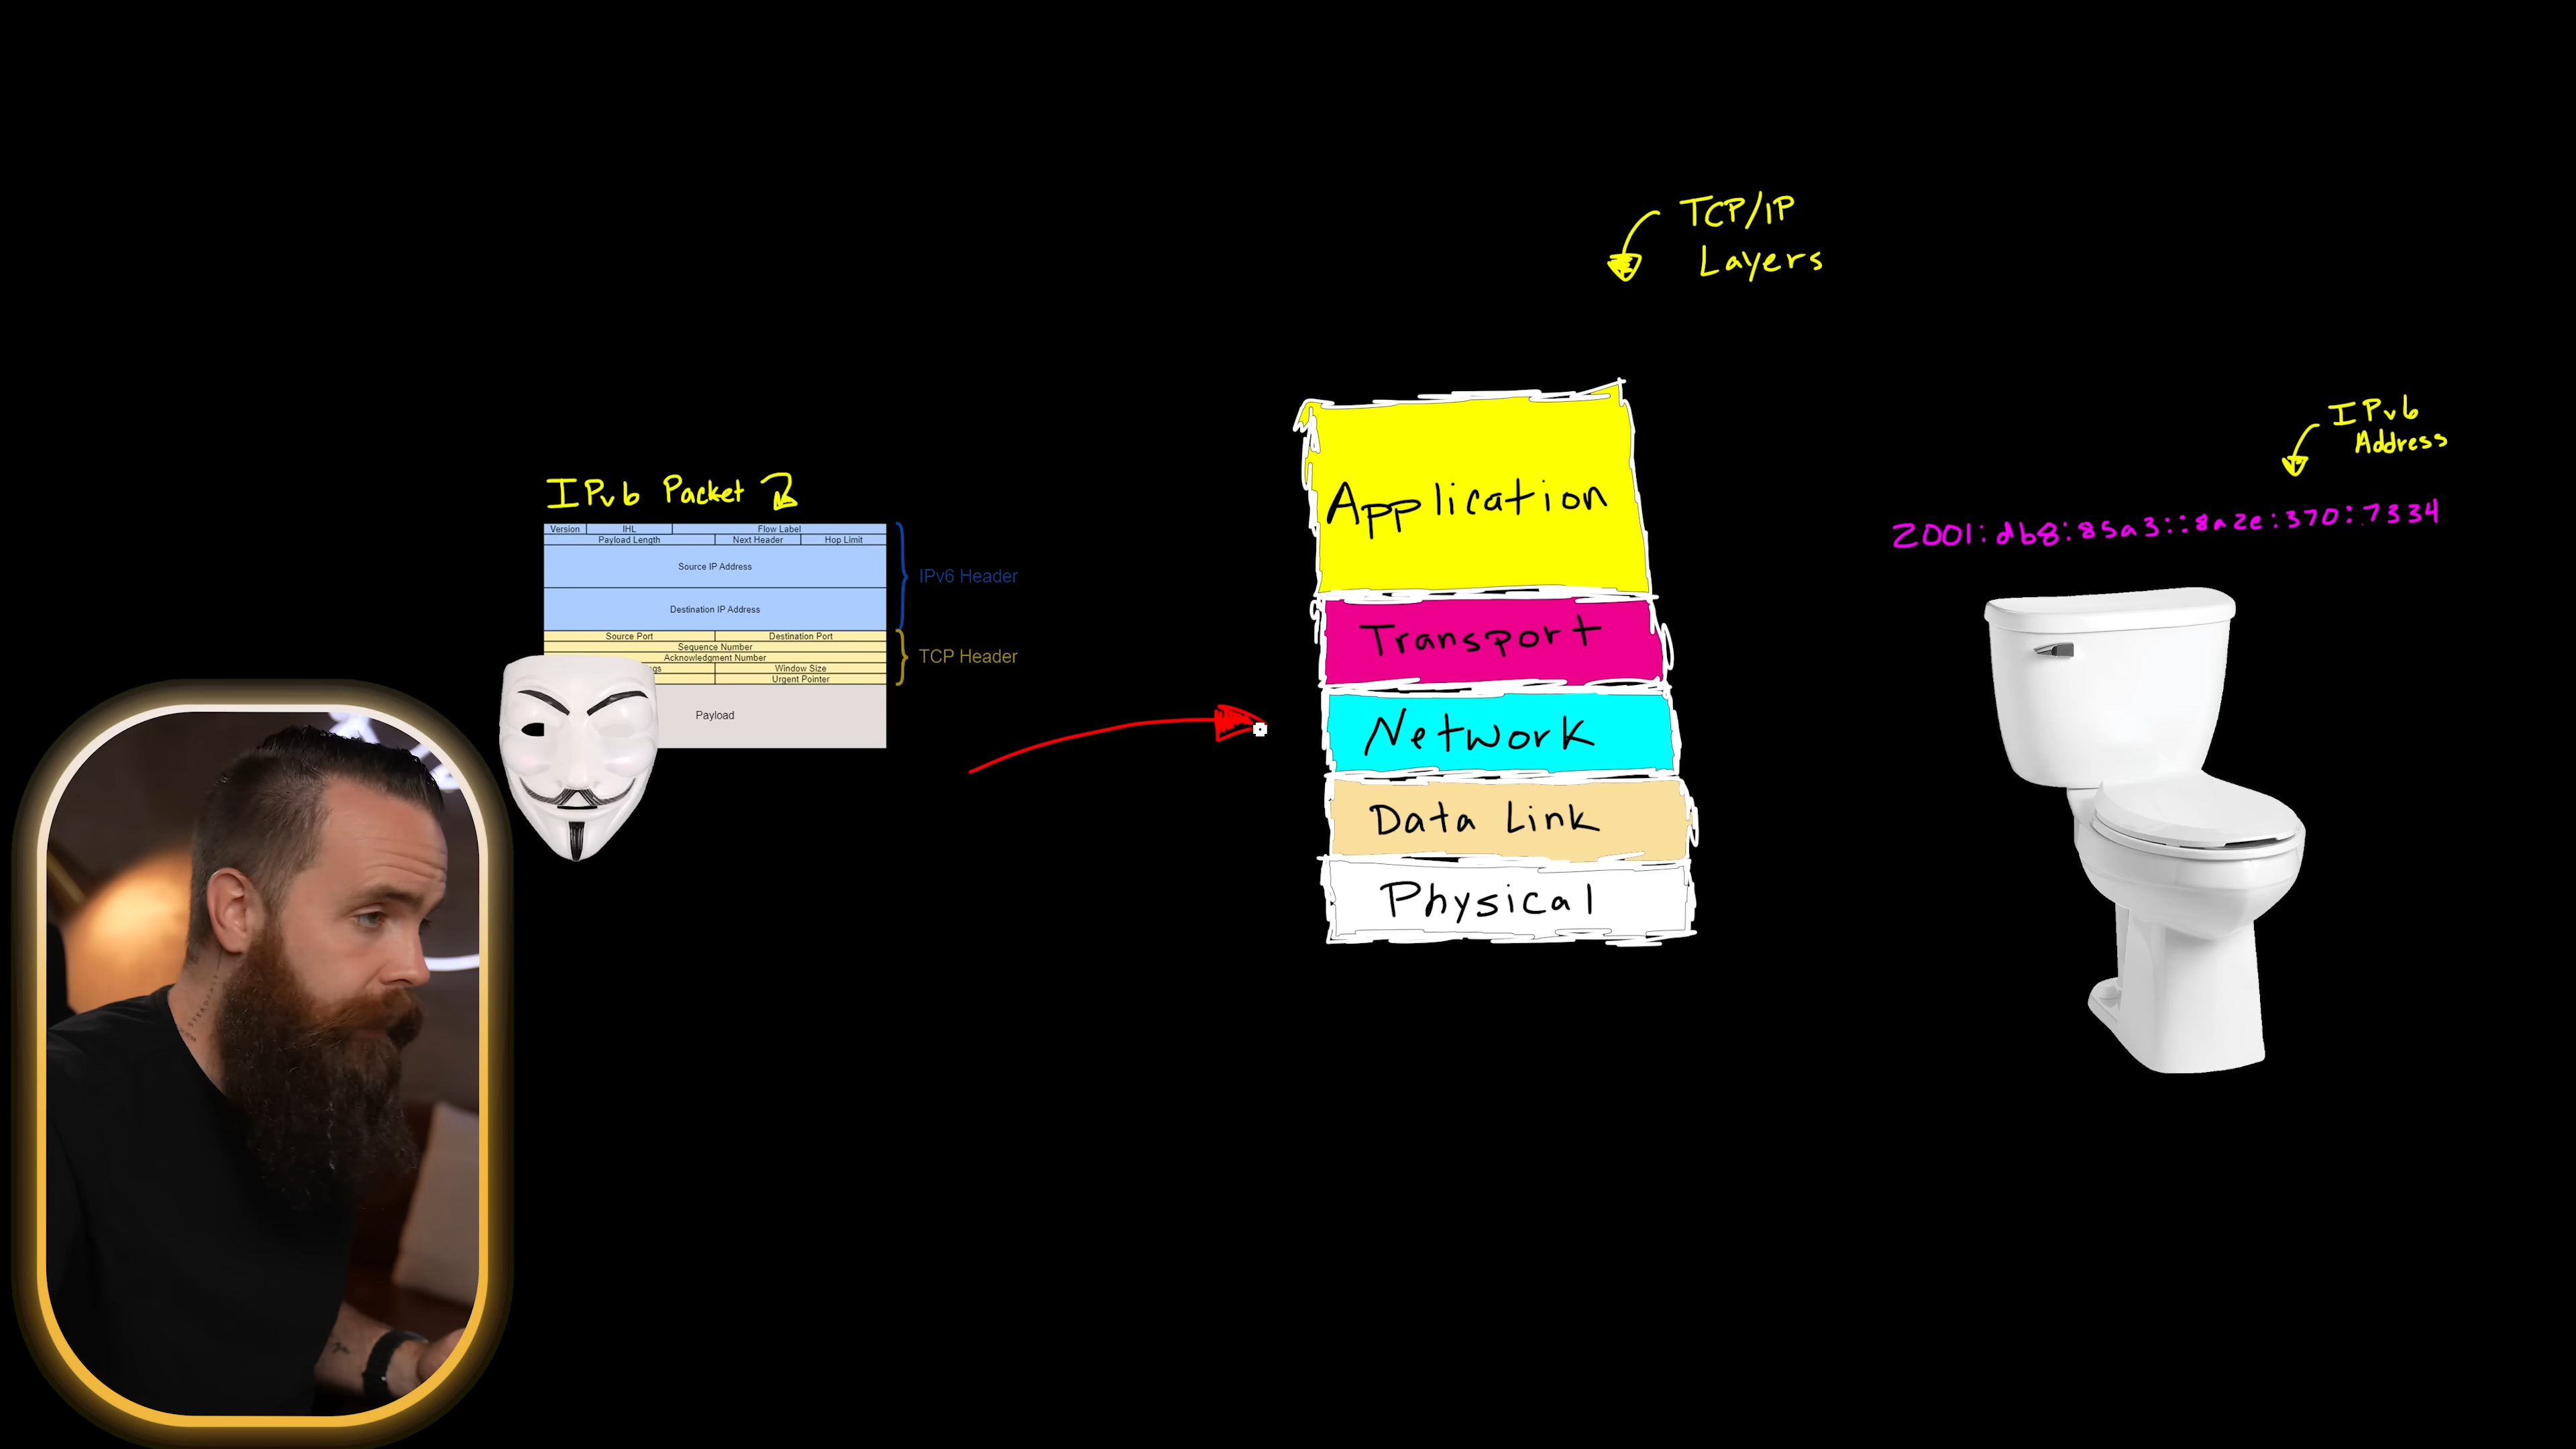 TCP/IP
Layers
IPv6
Address
IPv6 Packet
Version IHL Flow Label
Payload Length Next Header Hop Limit
Source IP Address
Destination IP Address
IPv6 Header
Source Port Destination Port
Sequence Number
Acknowledgment Number
Window Size
Urgent Pointer
TCP Header
Payload
Application
Transport
Network
Data Link
Physical
2001:db8:85a3::8a2e:370:7334